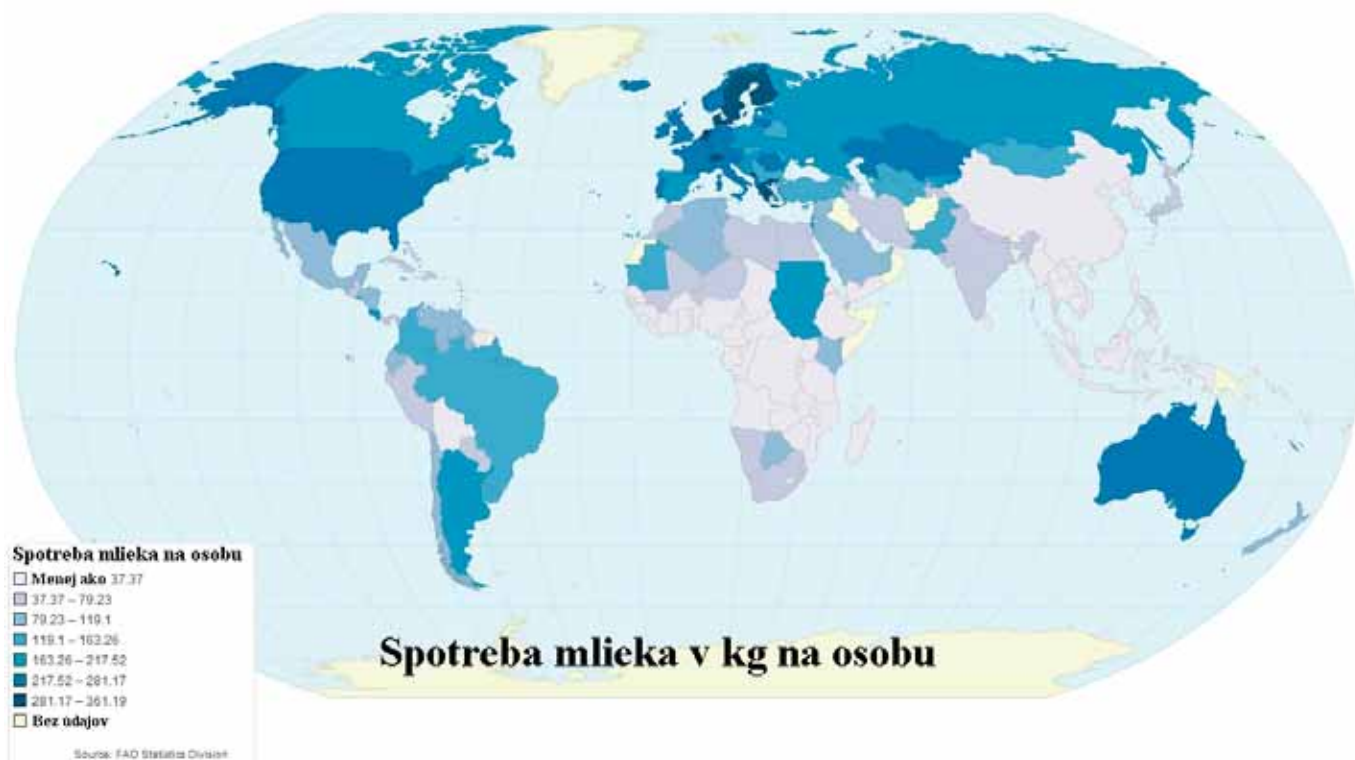 Spotreba mlieka na osobu
Menej ako 37.37
37.37 – 79.23
79.23 – 119.1
119.1 – 163.26
163.26 – 217.52
217.52 – 281.17
281.17 – 361.19
Bez údajov
Source: FAO Statistics Division
Spotreba mlieka v kg na osobu